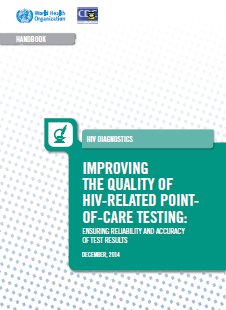 World Health
Organization
HANDBOOK
HIV DIAGNOSTICS
IMPROVING
THE QUALITY OF
HIV-RELATED POINT-
OF-CARE TESTING:
ENSURING RELIABILITY AND ACCURACY
OF TEST RESULTS
DECEMBER, 2014